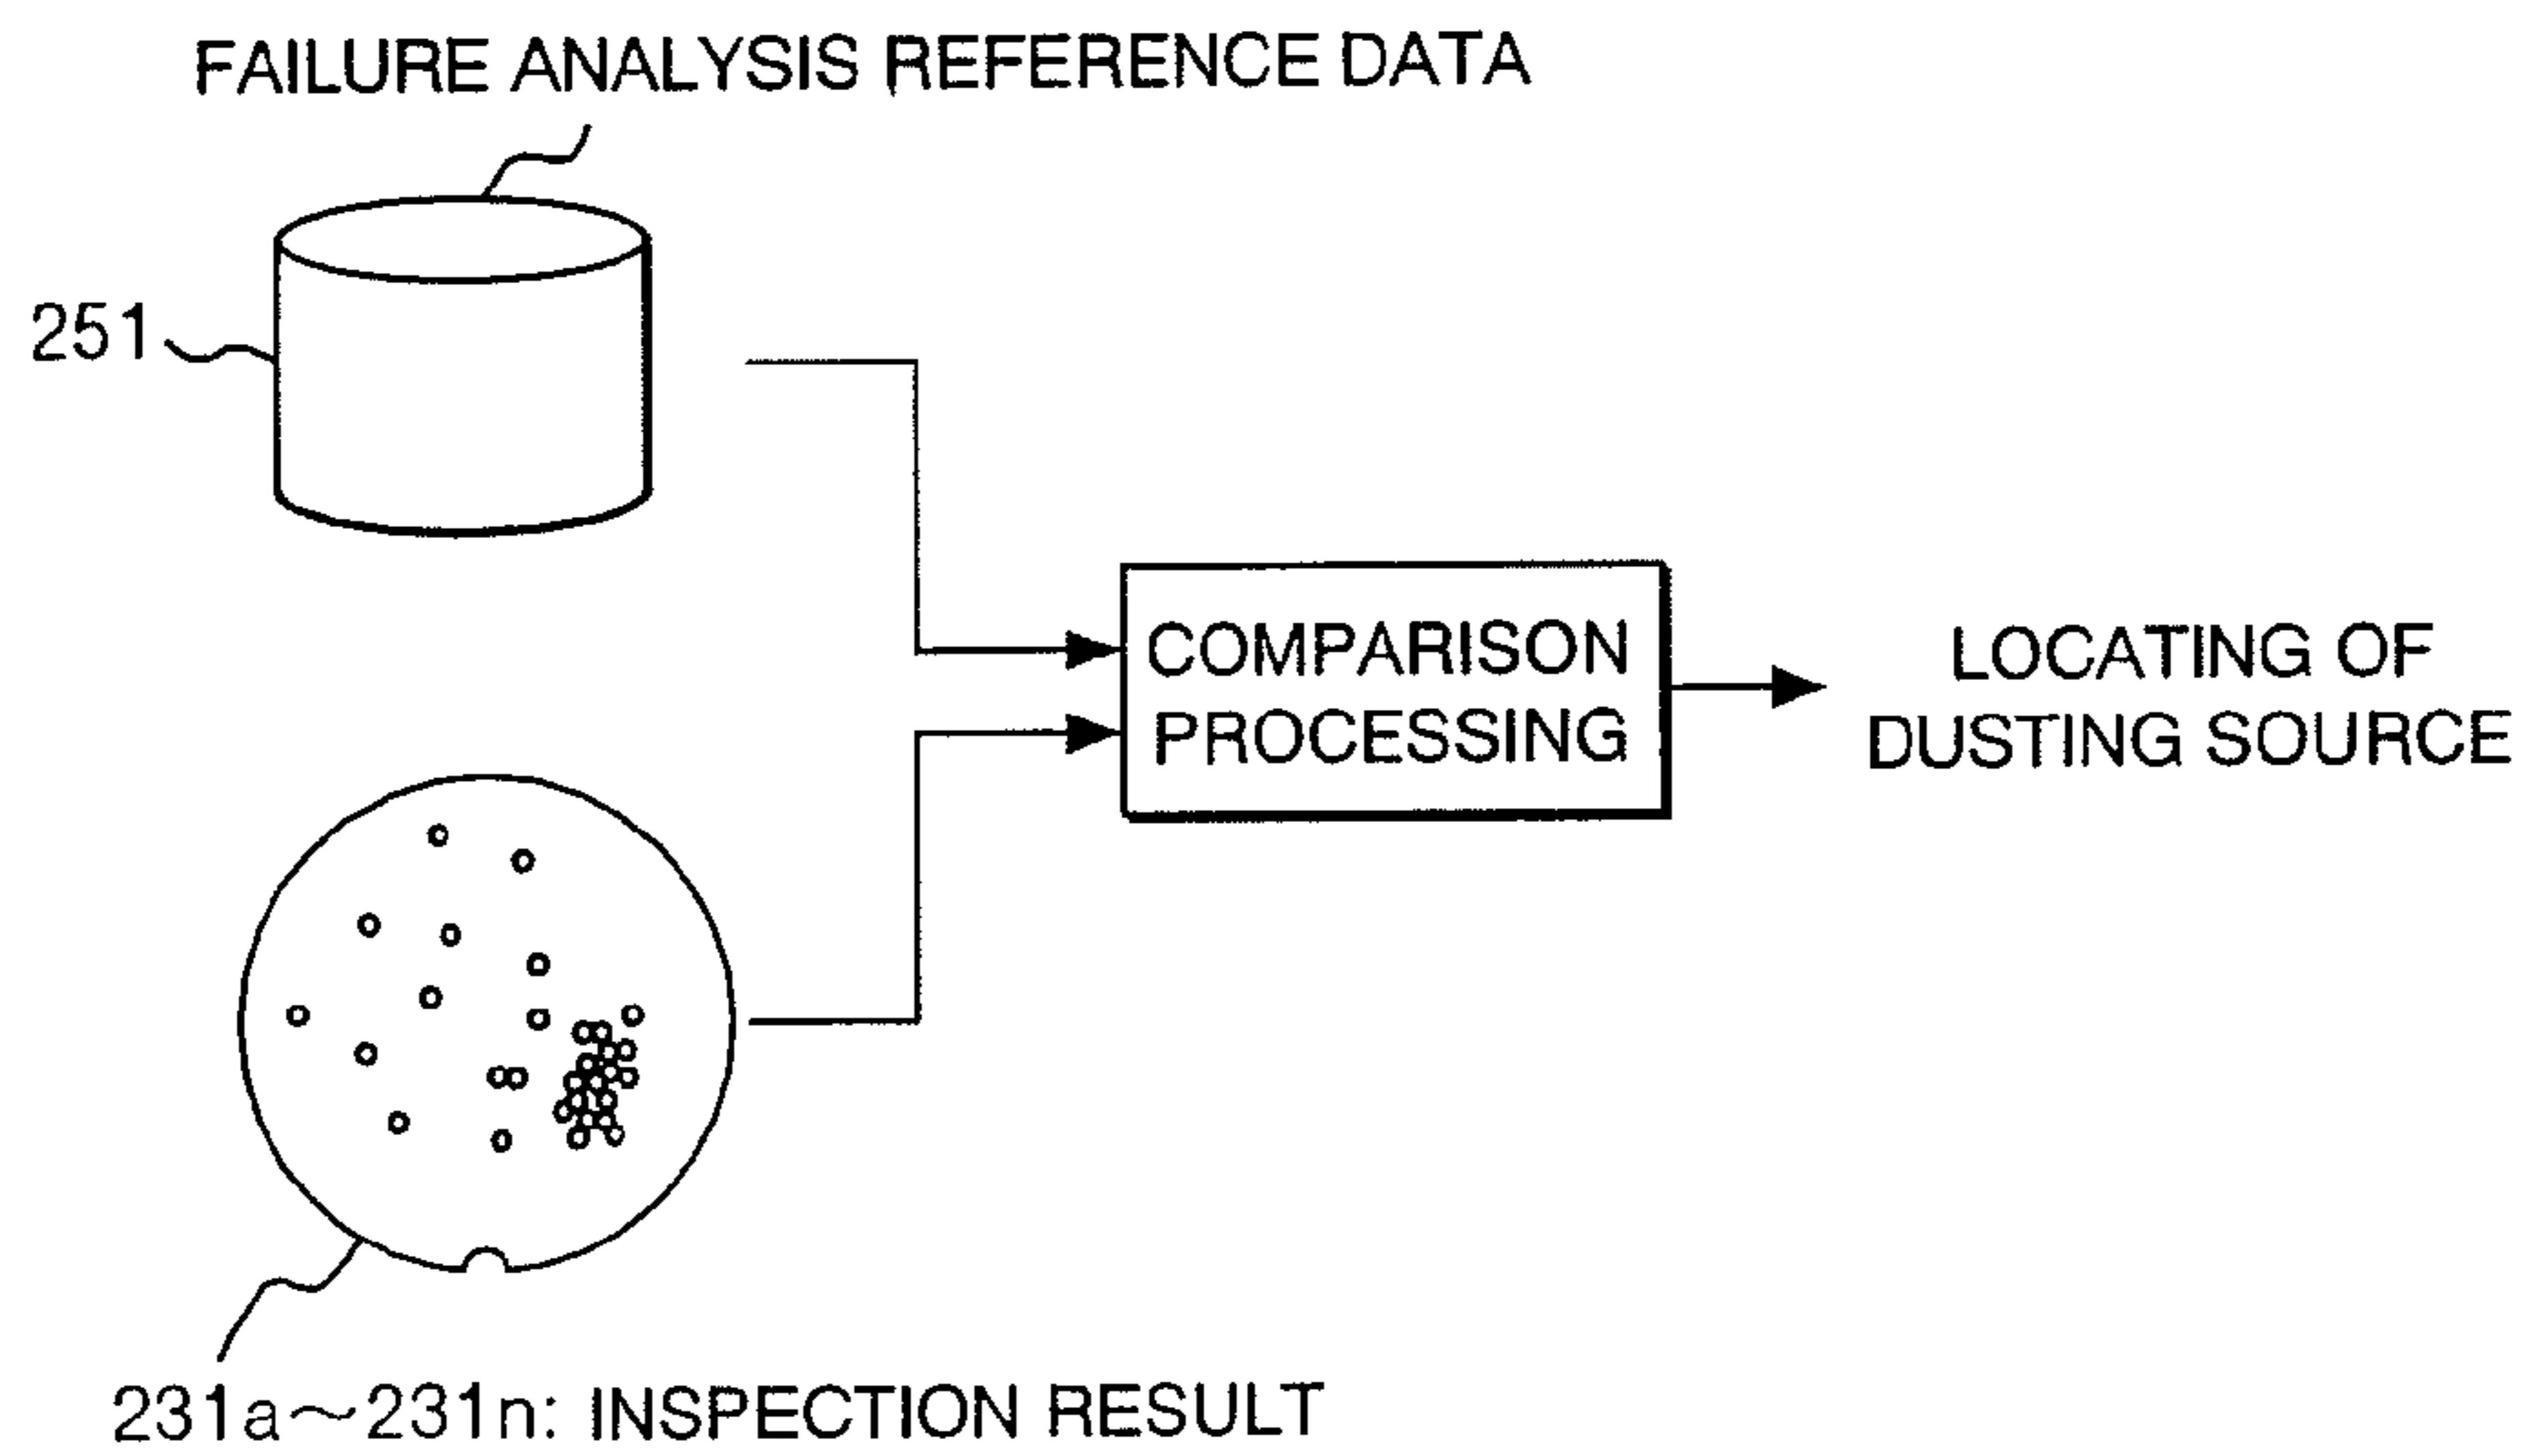 FAILURE ANALYSIS REFERENCE DATA
251
COMPARISON
PROCESSING
LOCATING OF
DUSTING SOURCE
231a~231n: INSPECTION RESULT